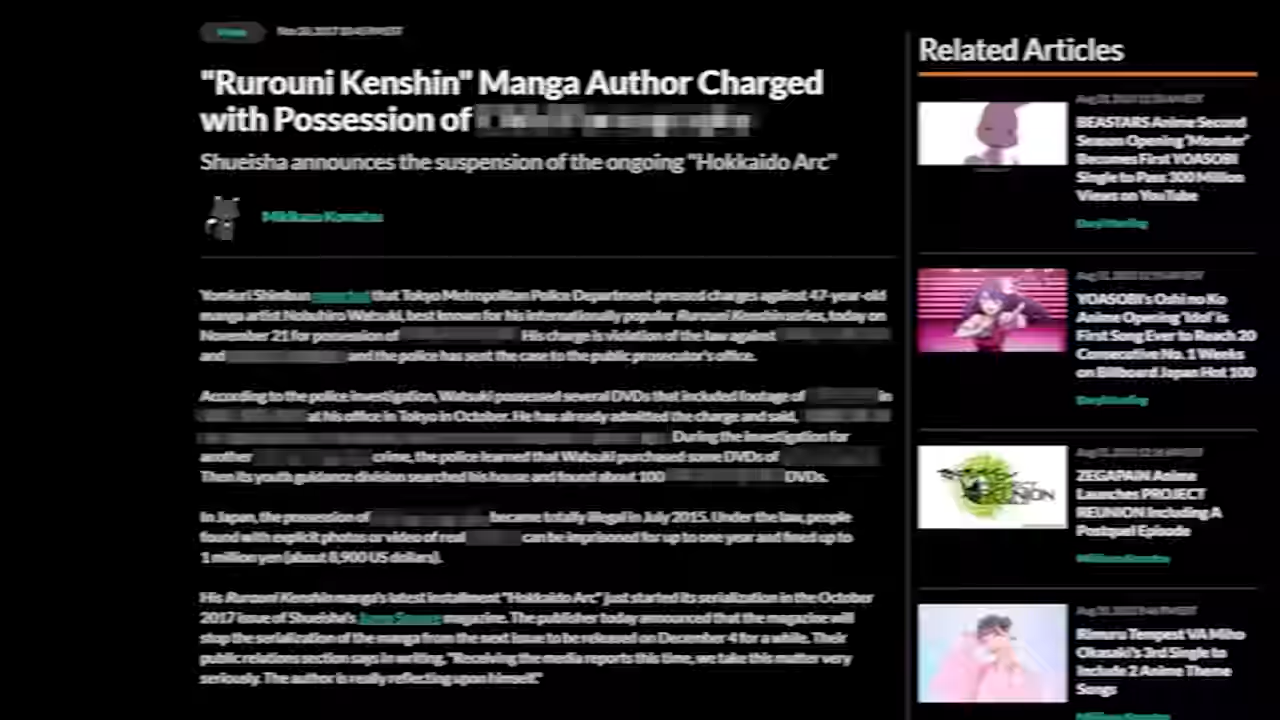 "Rurouni Kenshin" Manga Author Charged
with Possession of
Shueisha announces the suspension of the ongoing "Hokkaido Arc"
Mikikazu Komatsu
Yomiuri Shimbun reported that Tokyo Metropolitan Police Department pressed charges against 47-year-old
manga artist Nobuhiro Watsuki, best known for his internationally popular Rurouni Kenshin series, today on
November 21 for possession of His charge is violation of the law against
and and the police has sent the case to the public prosecutor's office.
According to the police investigation, Watsuki possessed several DVDs that included footage of in
at his office in Tokyo in October. He has already admitted the charge and said,
During the investigation for
another crime, the police learned that Watsuki purchased some DVDs of
Then its youth guidance division searched his house and found about 100 DVDs.
In Japan, the possession of became totally illegal in July 2015. Under the law, people
found with explicit photos or video of real can be imprisoned for up to one year and fined up to
1 million yen (about 8,900 US dollars).
His Rurouni Kenshin manga's latest installment "Hokkaido Arc" just started its serialization in the October
2017 issue of Shueisha's Jump Square magazine. The publisher today announced that the magazine will
stop the serialization of the manga from the next issue to be released on December 4 for a while. Their
public relations section says in writing, "Receiving the media reports this time, we take this matter very
seriously. The author is really reflecting upon himself."
Related Articles
BEASTARS Anime Second
Season Opening "Monster"
Becomes First YOASOBI
Single to Pass 300 Million
Views on YouTube
Daryl Harding
YOASOBI's Oshi no Ko
Anime Opening "Idol" is
First Song Ever to Reach 20
Consecutive No. 1 Weeks
on Billboard Japan Hot 100
Daryl Harding
ZEGAPAIN Anime
Launches PROJECT
REUNION Including A
Postquel Episode
Mikikazu Komatsu
Rimuru Tempest VA Miho
Okasaki's 3rd Single to
Include 2 Anime Theme
Songs
Mikikazu Komatsu